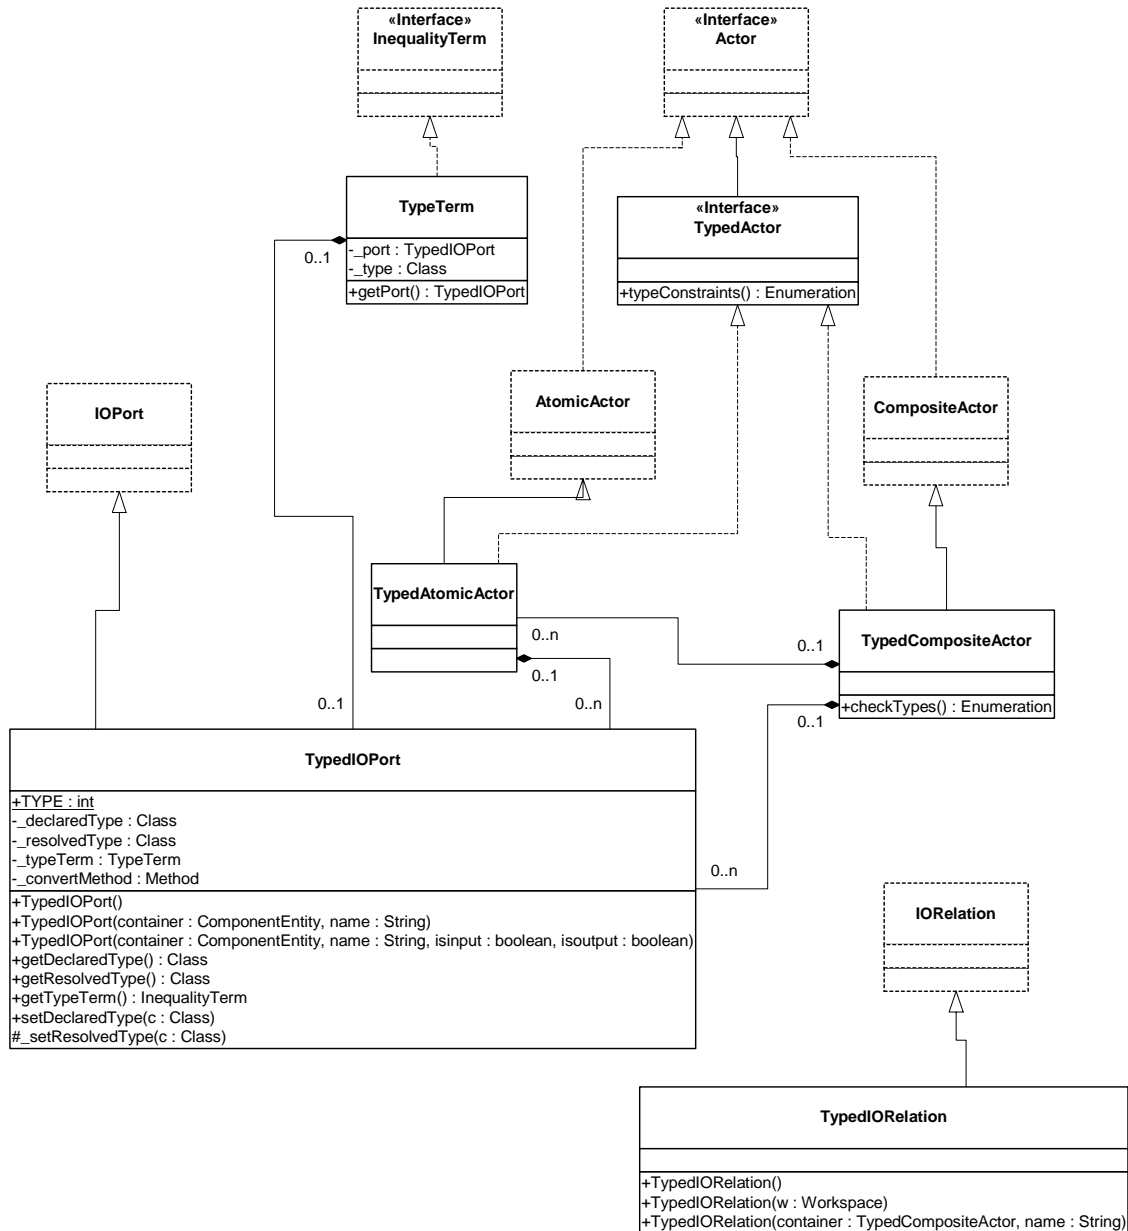 «Interface»
InequalityTerm
«Interface»
Actor
TypeTerm
-_port : TypedIOPort
-_type : Class
+getPort() : TypedIOPort
0..1
«Interface»
TypedActor
+typeConstraints() : Enumeration
IOPort
AtomicActor
CompositeActor
TypedAtomicActor
0..n
0..1
0..1
TypedCompositeActor
+checkTypes() : Enumeration
0..1
0..1
0..n
TypedIOPort
+TYPE : int
-_declaredType : Class
-_resolvedType : Class
-_typeTerm : TypeTerm
-_convertMethod : Method
+TypedIOPort()
+TypedIOPort(container : ComponentEntity, name : String)
+TypedIOPort(container : ComponentEntity, name : String, isinput : boolean, isoutput : boolean)
+getDeclaredType() : Class
+getResolvedType() : Class
+getTypeTerm() : InequalityTerm
+setDeclaredType(c : Class)
#_setResolvedType(c : Class)
0..n
IORelation
TypedIORelation
+TypedIORelation()
+TypedIORelation(w : Workspace)
+TypedIORelation(container : TypedCompositeActor, name : String)